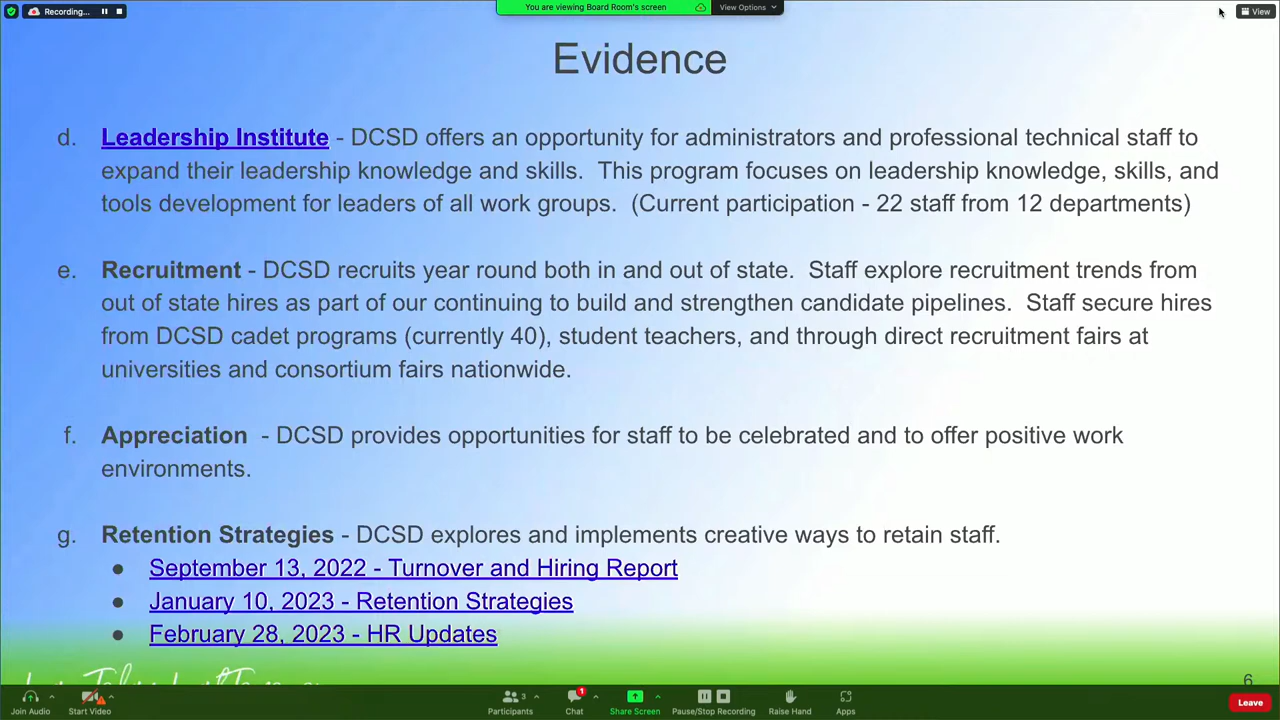 Recording...
You are viewing Board Room's screen
View Options
View
Evidence
d. Leadership Institute - DCSD offers an opportunity for administrators and professional technical staff to
expand their leadership knowledge and skills. This program focuses on leadership knowledge, skills, and
tools development for leaders of all work groups. (Current participation - 22 staff from 12 departments)
e. Recruitment - DCSD recruits year round both in and out of state. Staff explore recruitment trends from
out of state hires as part of our continuing to build and strengthen candidate pipelines. Staff secure hires
from DCSD cadet programs (currently 40), student teachers, and through direct recruitment fairs at
universities and consortium fairs nationwide.
f. Appreciation - DCSD provides opportunities for staff to be celebrated and to offer positive work
environments.
g. Retention Strategies - DCSD explores and implements creative ways to retain staff.
● September 13, 2022 - Turnover and Hiring Report
● January 10, 2023 - Retention Strategies
● February 28, 2023 - HR Updates
6
Join Audio
Start Video
Participants 3
Chat 1
Share Screen
Pause/Stop Recording
Raise Hand
Apps
Leave